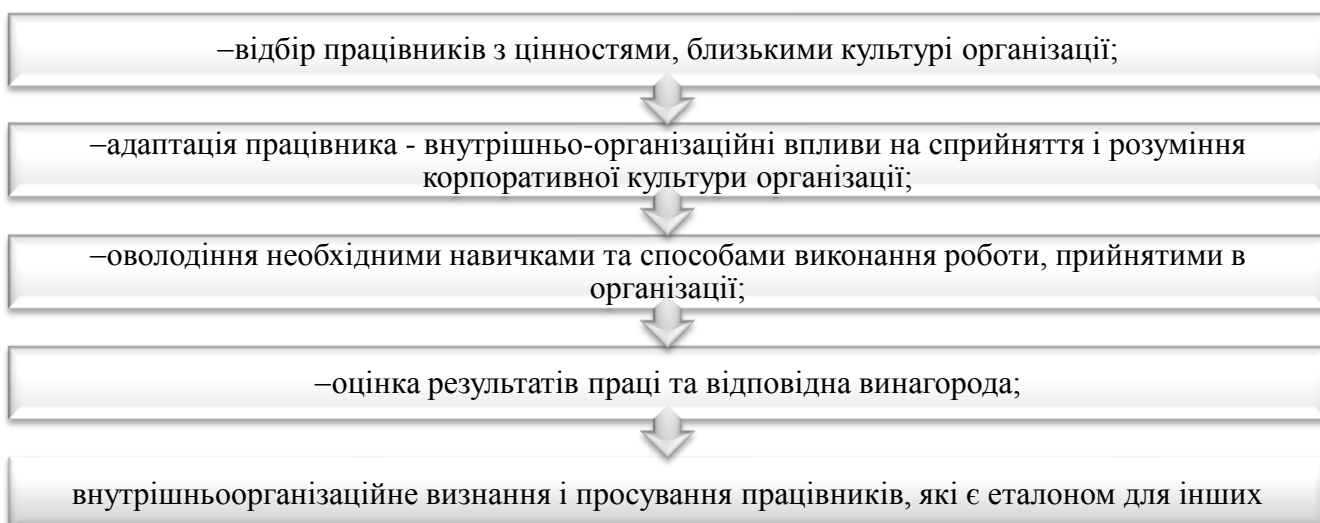 –відбір працівників з цінностями, близькими культурі організації;
–адаптація працівника - внутрішньо-організаційні впливи на сприйняття і розуміння
корпоративної культури організації;
–оволодіння необхідними навичками та способами виконання роботи, прийнятими в
організації;
–оцінка результатів праці та відповідна винагорода;
внутрішньоорганізаційне визнання і просування працівників, які є еталоном для інших